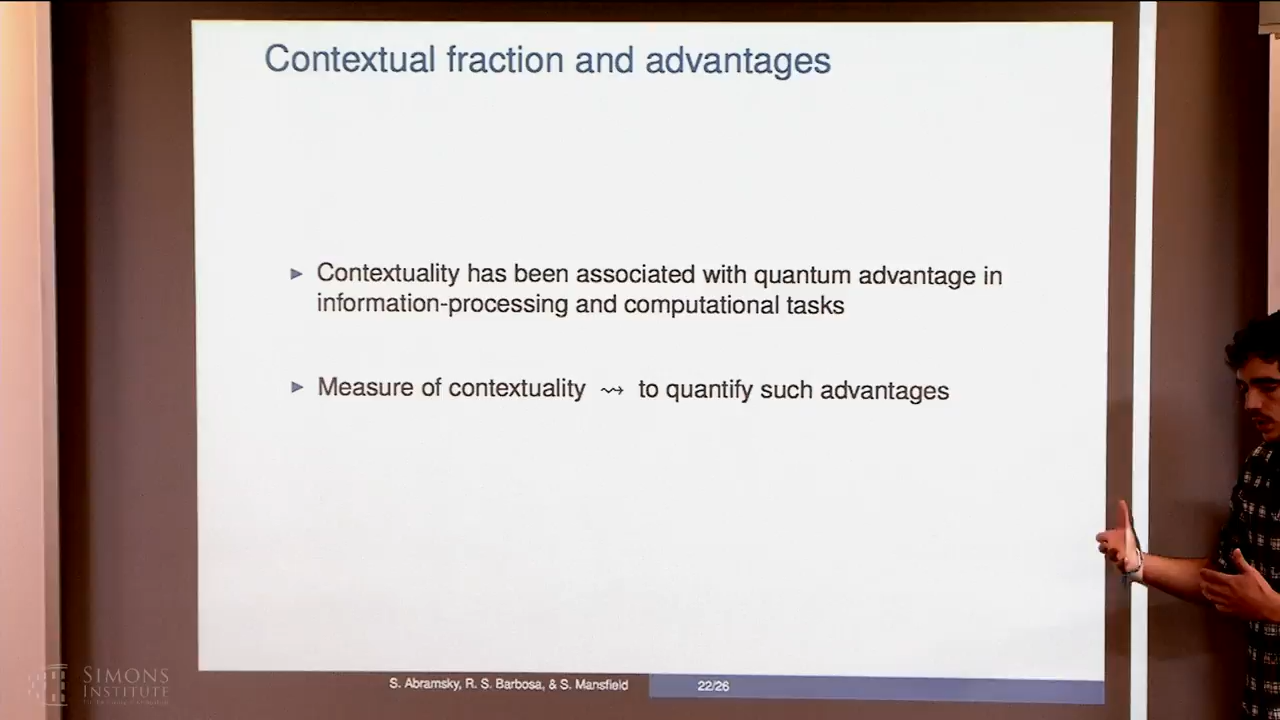 Contextual fraction and advantages
► Contextuality has been associated with quantum advantage in
information-processing and computational tasks
► Measure of contextuality ⇝ to quantify such advantages
S. Abramsky, R. S. Barbosa, & S. Mansfield 22/26
SIMONS
INSTITUTE